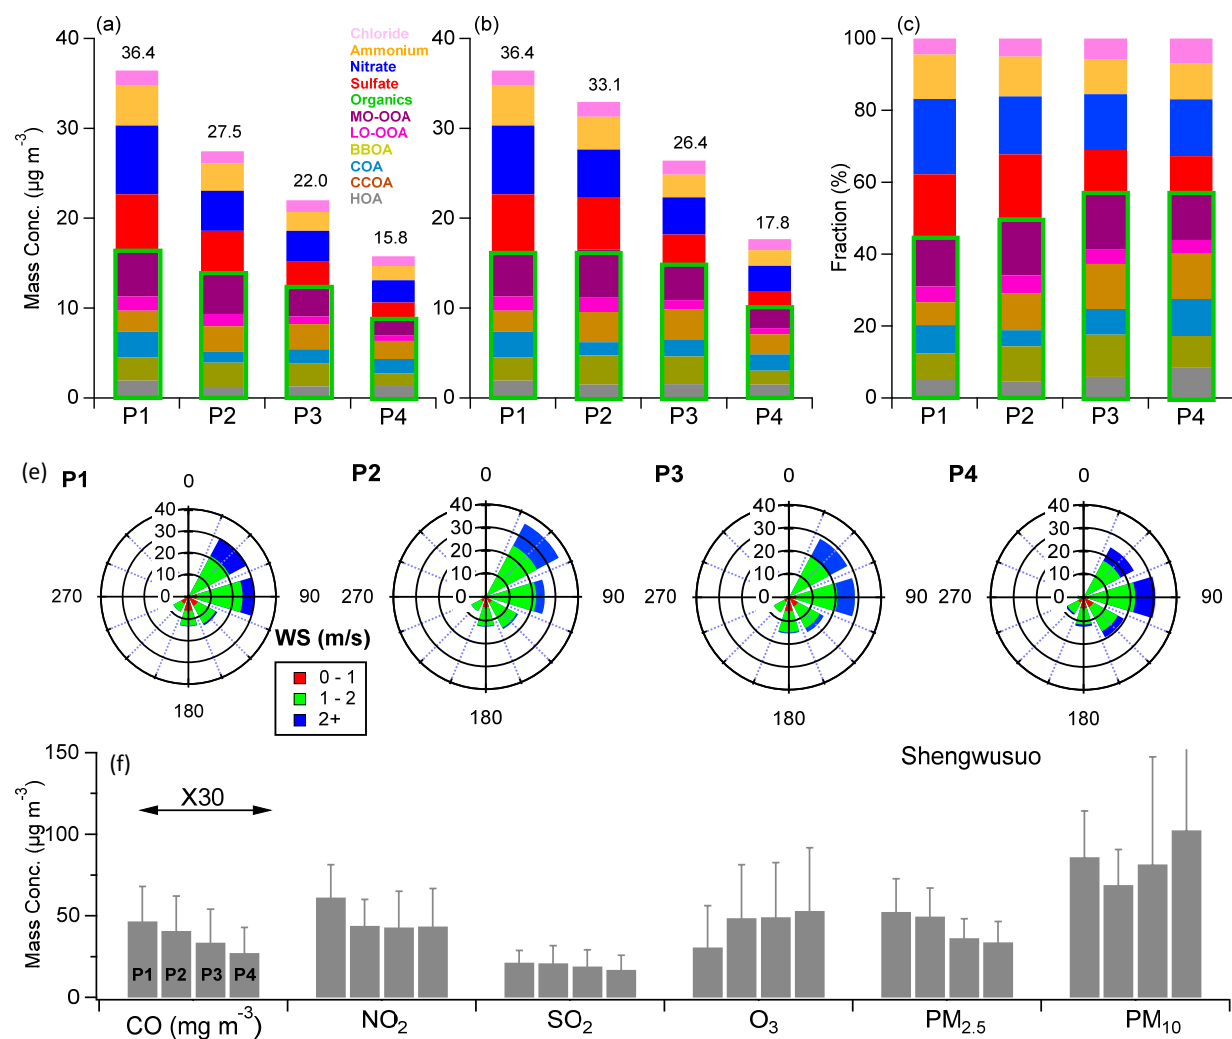 (a)
40
30
20
10
0
Mass Conc. (µg m⁻³)
36.4
27.5
22.0
15.8
P1
P2
P3
P4
Chloride
Ammonium
Nitrate
Sulfate
Organics
MO-OOA
LO-OOA
BBOA
COA
CCOA
HOA
(b)
40
30
20
10
0
36.4
33.1
26.4
17.8
P1
P2
P3
P4
(c)
100
80
60
40
20
0
Fraction (%)
P1
P2
P3
P4
(e)
P1
0
40
30
20
10
0
270
90
180
P2
0
40
30
20
10
0
270
90
180
P3
0
40
30
20
10
0
270
90
180
P4
0
40
30
20
10
0
270
90
180
WS (m/s)
0 - 1
1 - 2
2+
(f)
Shengwusuo
150
100
50
0
Mass Conc. (µg m⁻³)
X30
P1
P2
P3
P4
CO (mg m⁻³)
NO₂
SO₂
O₃
PM₂.₅
PM₁₀